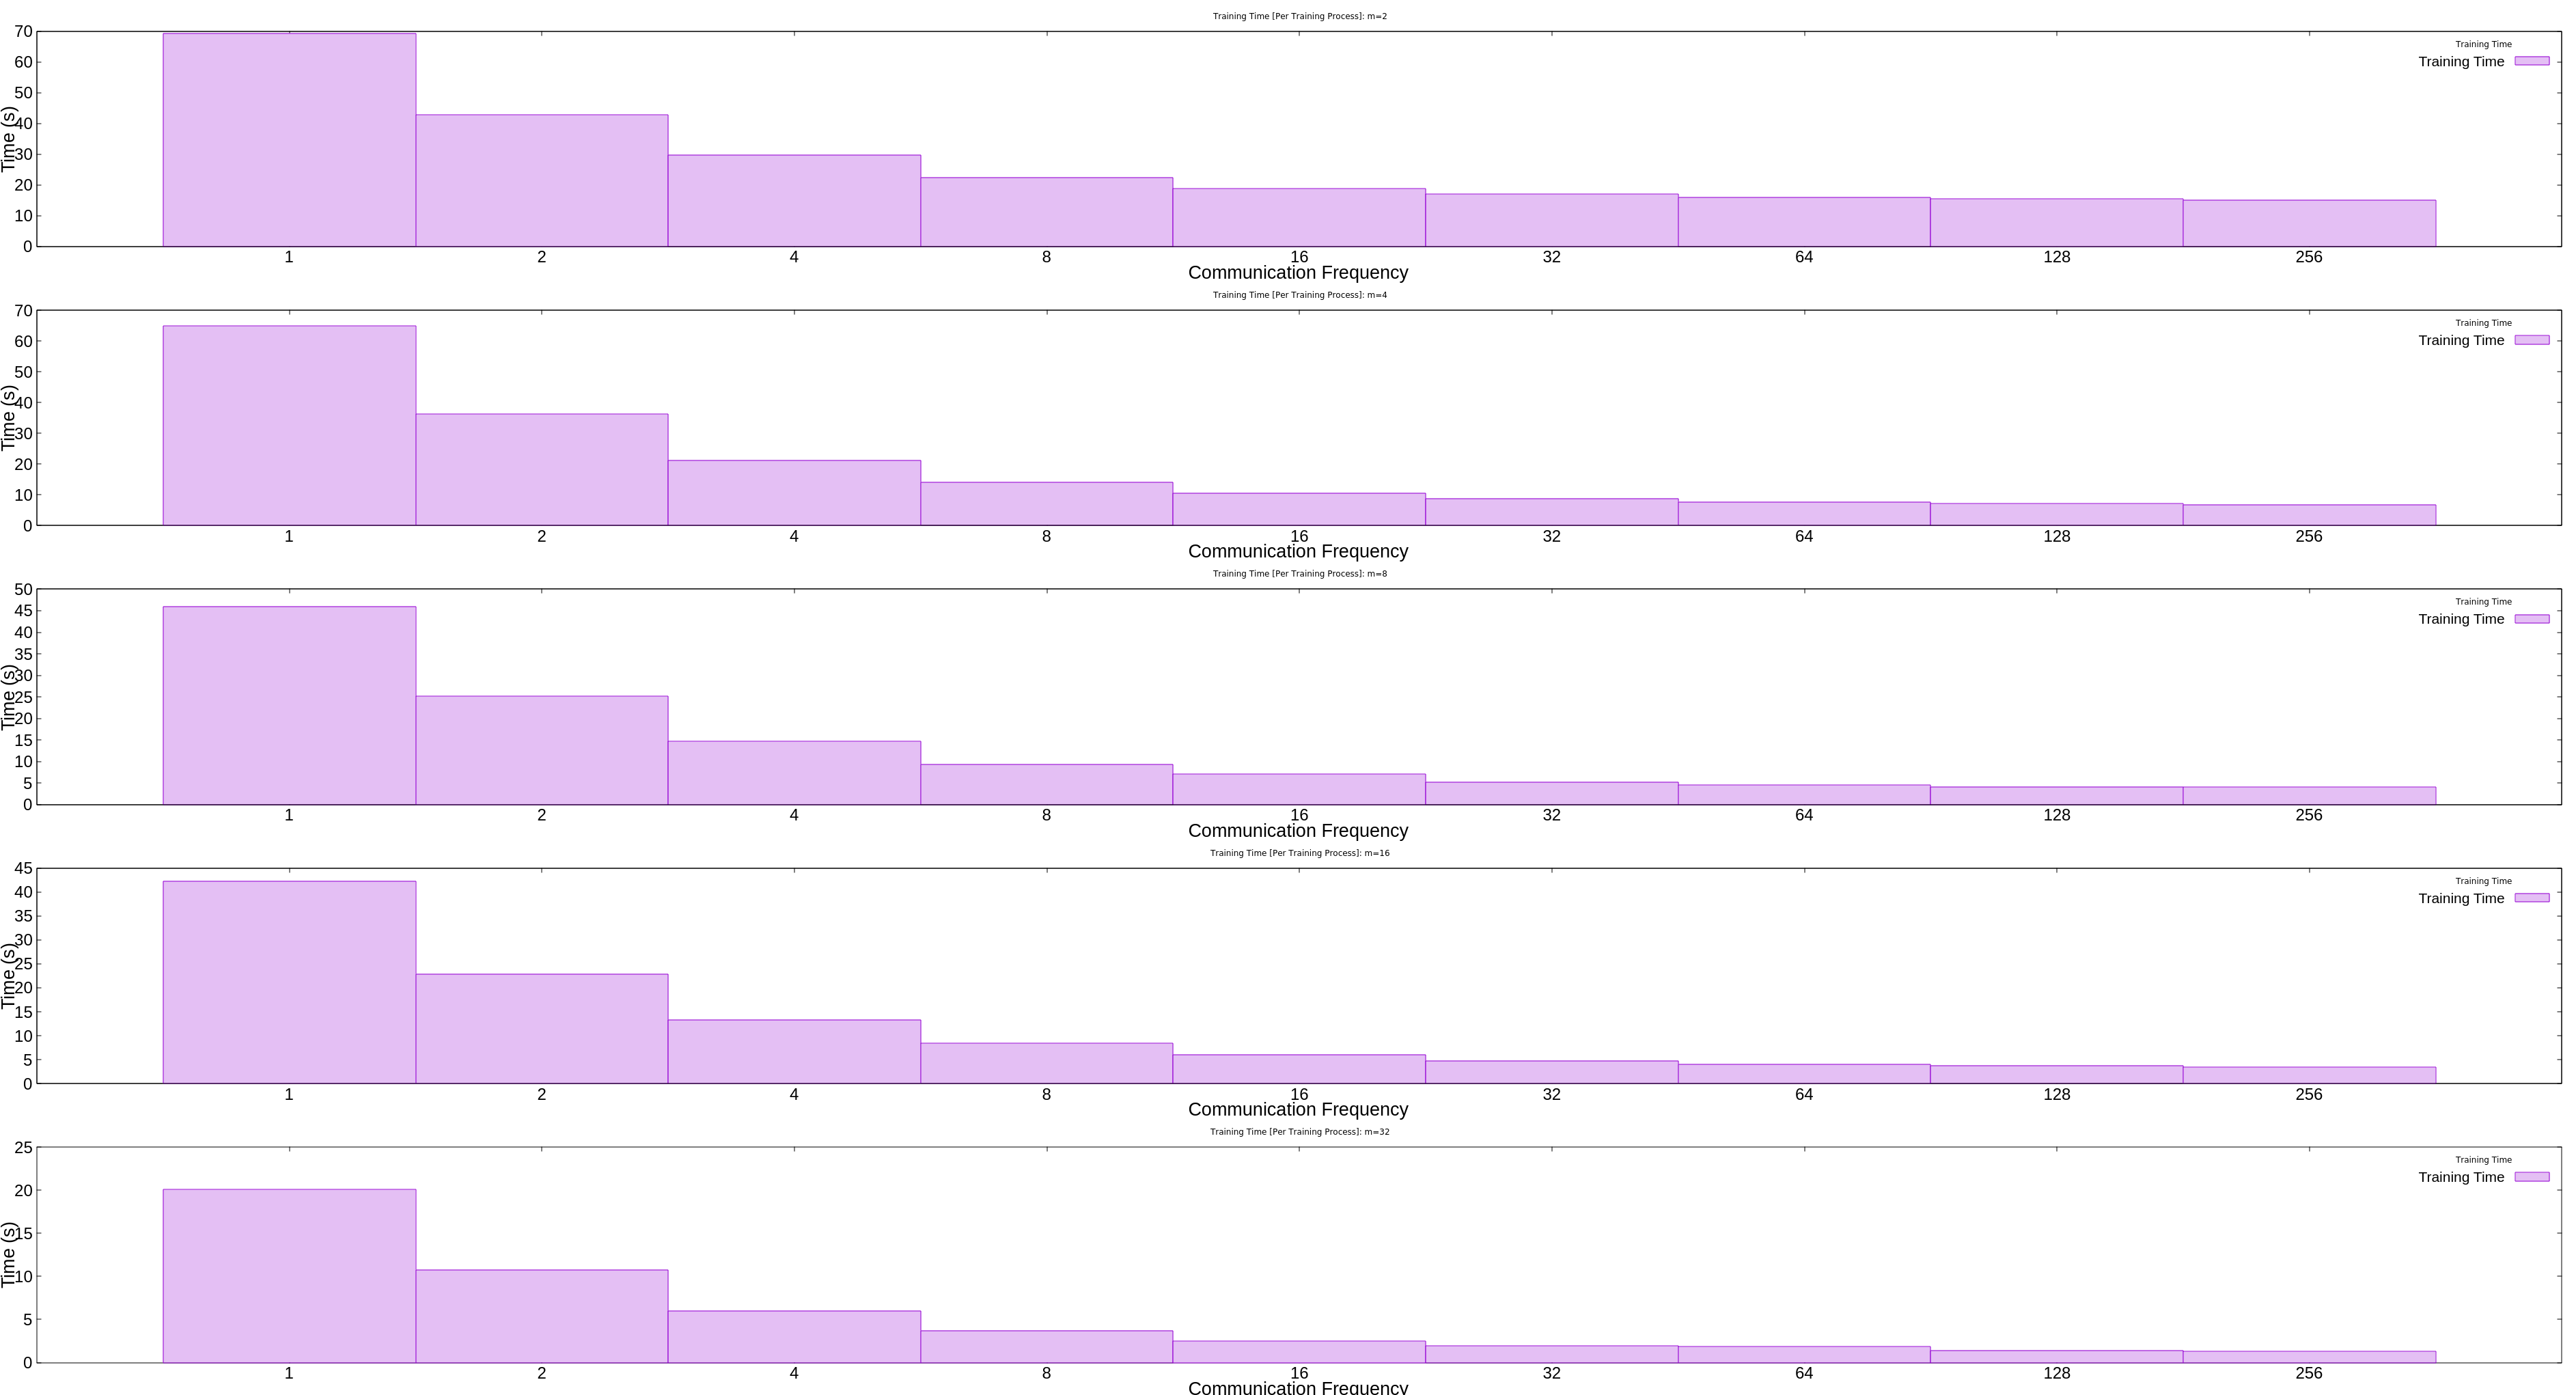 Training Time [Per Training Process]: m=2
Training Time
Training Time
Time (s)
70
60
50
40
30
20
10
0
1 2 4 8 16 32 64 128 256
Communication Frequency
Training Time [Per Training Process]: m=4
Training Time
Training Time
Time (s)
70
60
50
40
30
20
10
0
1 2 4 8 16 32 64 128 256
Communication Frequency
Training Time [Per Training Process]: m=8
Training Time
Training Time
Time (s)
50
45
40
35
30
25
20
15
10
5
0
1 2 4 8 16 32 64 128 256
Communication Frequency
Training Time [Per Training Process]: m=16
Training Time
Training Time
Time (s)
45
40
35
30
25
20
15
10
5
0
1 2 4 8 16 32 64 128 256
Communication Frequency
Training Time [Per Training Process]: m=32
Training Time
Training Time
Time (s)
25
20
15
10
5
0
1 2 4 8 16 32 64 128 256
Communication Frequency